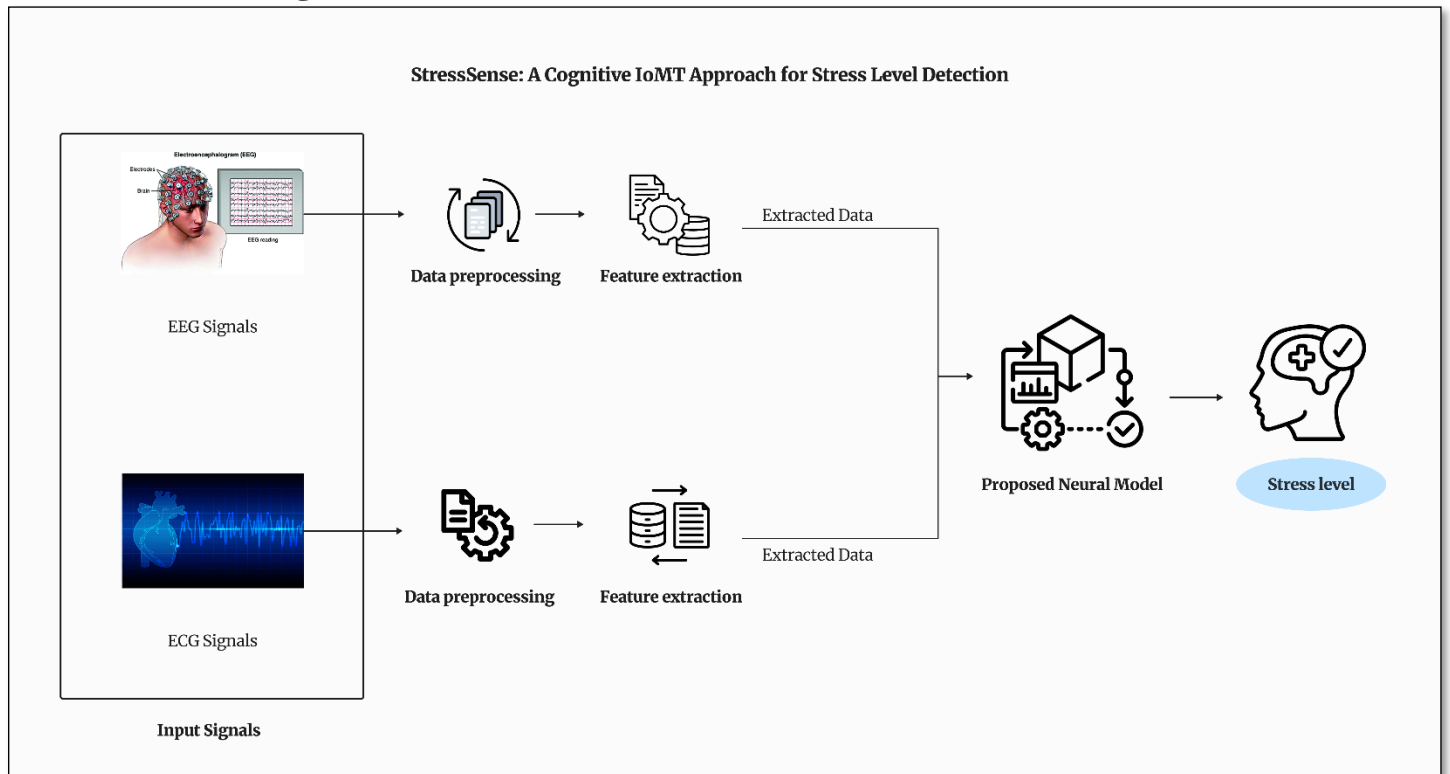 StressSense: A Cognitive IoMT Approach for Stress Level Detection
Electroencephalogram (EEG)
Electrodes
Brain
EEG reading
EEG Signals
Data preprocessing
Feature extraction
Extracted Data
ECG Signals
Data preprocessing
Feature extraction
Extracted Data
Input Signals
Proposed Neural Model
Stress level